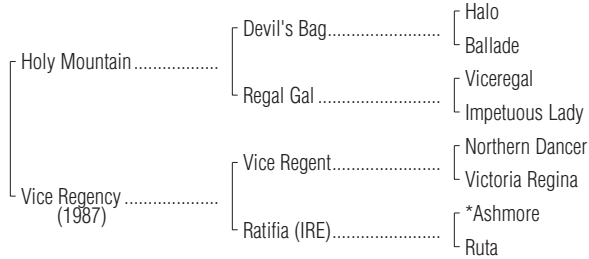 Halo
Devil's Bag..........................
Ballade
Holy Mountain...................
Viceregal
Regal Gal............................
Impetuous Lady
Northern Dancer
Vice Regent.........................
Victoria Regina
Vice Regency.....................
(1987)
*Ashmore
Ratifia (IRE)........................
Ruta